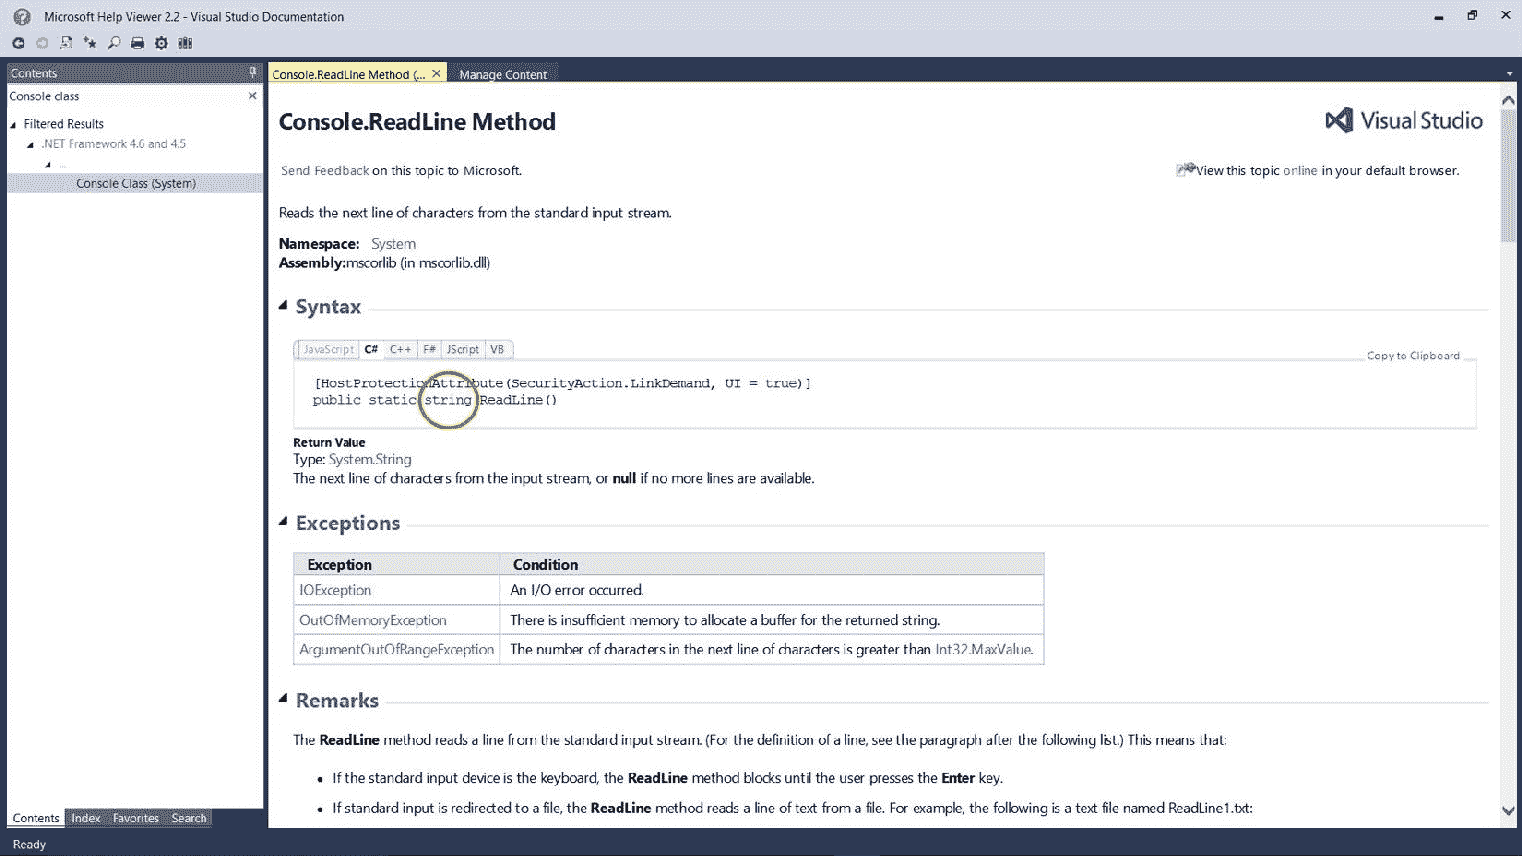 Microsoft Help Viewer 2.2 - Visual Studio Documentation
Contents
Console class
Filtered Results
.NET Framework 4.6 and 4.5
...
Console Class (System)
Contents Index Favorites Search
Console.ReadLine Method (... Manage Content
Console.ReadLine Method
Visual Studio
Send Feedback on this topic to Microsoft.
View this topic online in your default browser.
Reads the next line of characters from the standard input stream.
Namespace: System
Assembly:mscorlib (in mscorlib.dll)
Syntax
JavaScript C# C++ F# JScript VB
Copy to Clipboard
[HostProtectionAttribute(SecurityAction.LinkDemand, UI = true)]
public static string ReadLine()
Return Value
Type: System.String
The next line of characters from the input stream, or null if no more lines are available.
Exceptions
Exception Condition
IOException An I/O error occurred.
OutOfMemoryException There is insufficient memory to allocate a buffer for the returned string.
ArgumentOutOfRangeException The number of characters in the next line of characters is greater than Int32.MaxValue.
Remarks
The ReadLine method reads a line from the standard input stream. (For the definition of a line, see the paragraph after the following list.) This means that:
• If the standard input device is the keyboard, the ReadLine method blocks until the user presses the Enter key.
• If standard input is redirected to a file, the ReadLine method reads a line of text from a file. For example, the following is a text file named ReadLine1.txt:
Ready